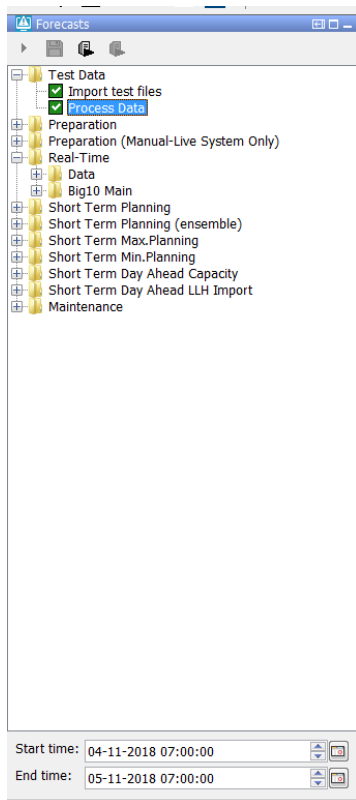 Forecasts
Test Data
Import test files
Process Data
Preparation
Preparation (Manual-Live System Only)
Real-Time
Data
Big10 Main
Short Term Planning
Short Term Planning (ensemble)
Short Term Max.Planning
Short Term Min.Planning
Short Term Day Ahead Capacity
Short Term Day Ahead LLH Import
Maintenance
Start time: 04-11-2018 07:00:00
End time: 05-11-2018 07:00:00